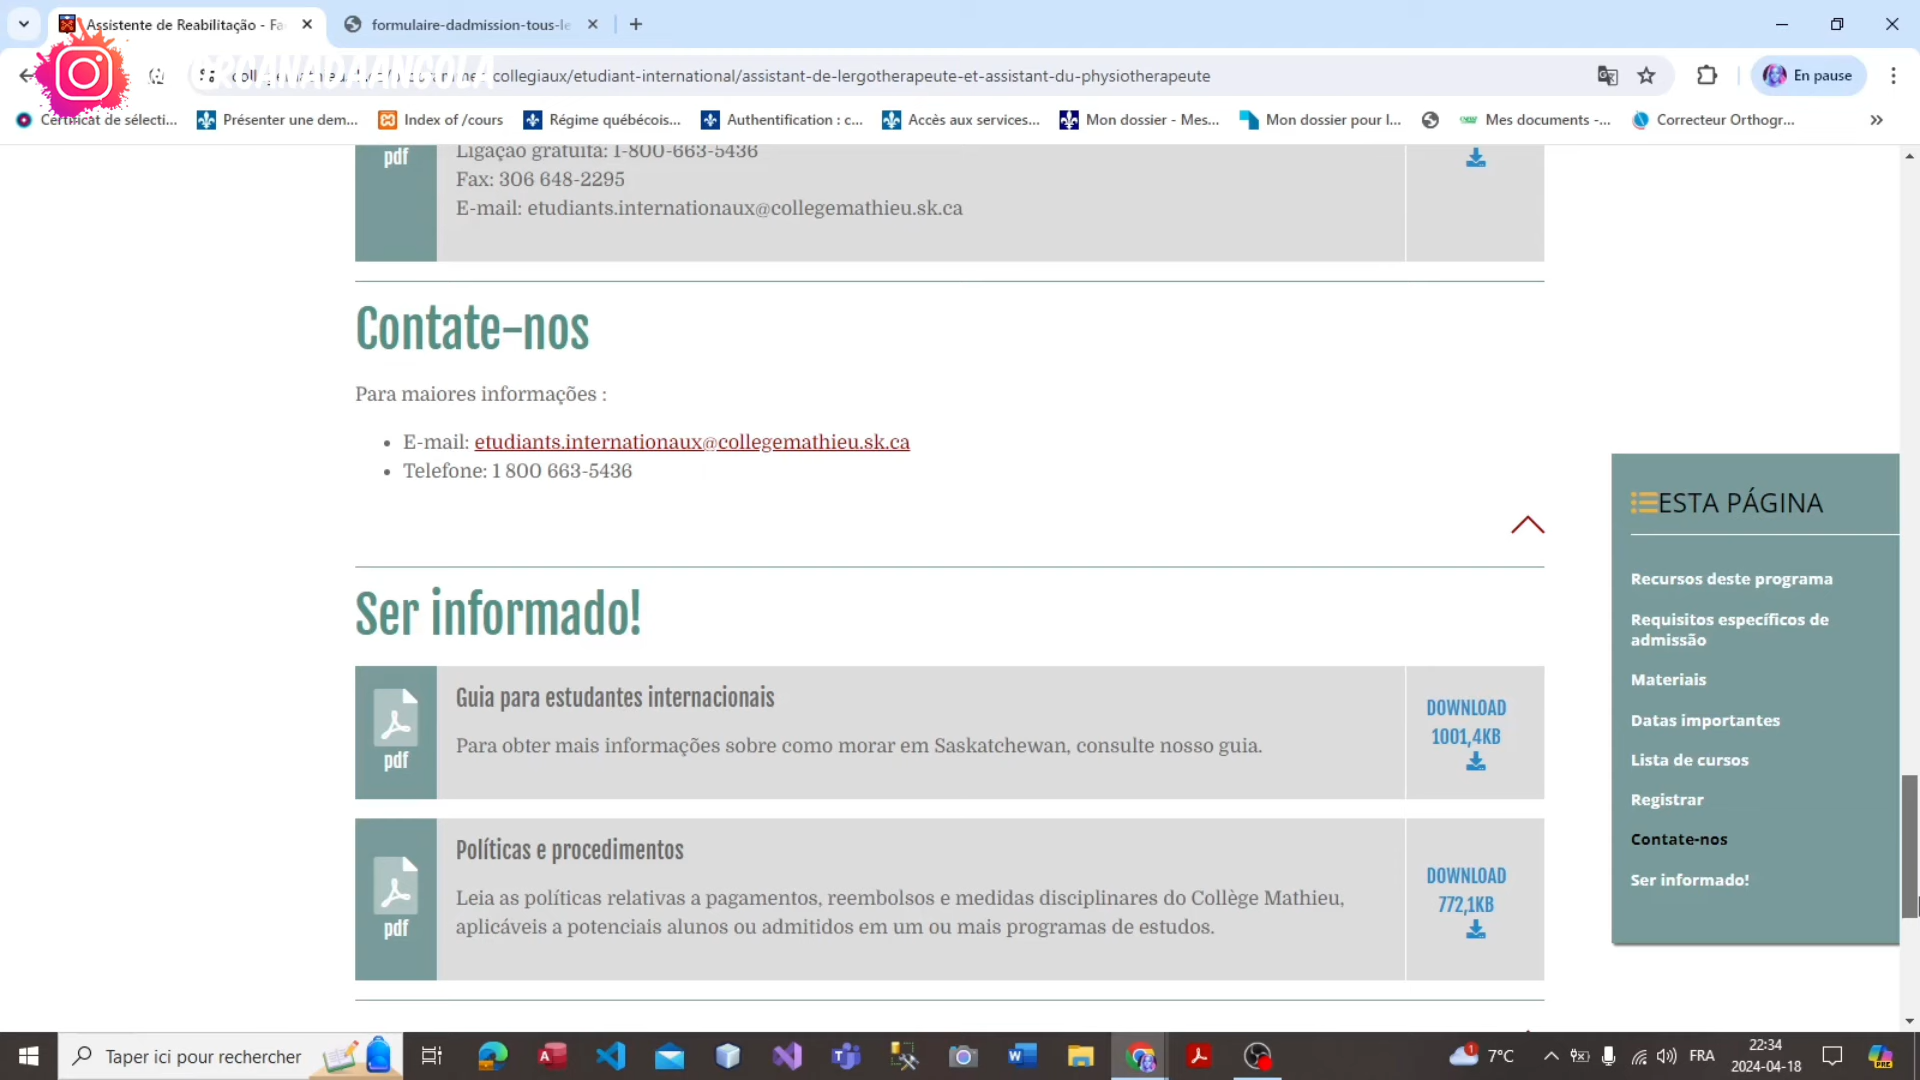 Assistente de Reabilitação - Fa
formulaire-dadmission-tous-le
@RCANADAANGOLA
collegiaux/etudiant-international/assistant-de-lergotherapeute-et-assistant-du-physiotherapeute
En pause
Certificat de sélecti...
Présenter une dem...
Index of /cours
Régime québécois...
Authentification : c...
Accès aux services...
Mon dossier - Mes...
Mon dossier pour l...
Mes documents -...
Correcteur Orthogr...
pdf
Ligação gratuita: 1-800-663-5436
Fax: 306 648-2295
E-mail: etudiants.internationaux@collegemathieu.sk.ca
Contate-nos
Para maiores informações :
E-mail: etudiants.internationaux@collegemathieu.sk.ca
Telefone: 1 800 663-5436
Ser informado!
pdf
Guia para estudantes internacionais
Para obter mais informações sobre como morar em Saskatchewan, consulte nosso guia.
DOWNLOAD
1001,4KB
pdf
Políticas e procedimentos
Leia as políticas relativas a pagamentos, reembolsos e medidas disciplinares do Collège Mathieu,
aplicáveis a potenciais alunos ou admitidos em um ou mais programas de estudos.
DOWNLOAD
772,1KB
ESTA PÁGINA
Recursos deste programa
Requisitos específicos de
admissão
Materiais
Datas importantes
Lista de cursos
Registrar
Contate-nos
Ser informado!
Taper ici pour rechercher
7°C
FRA
22:34
2024-04-18